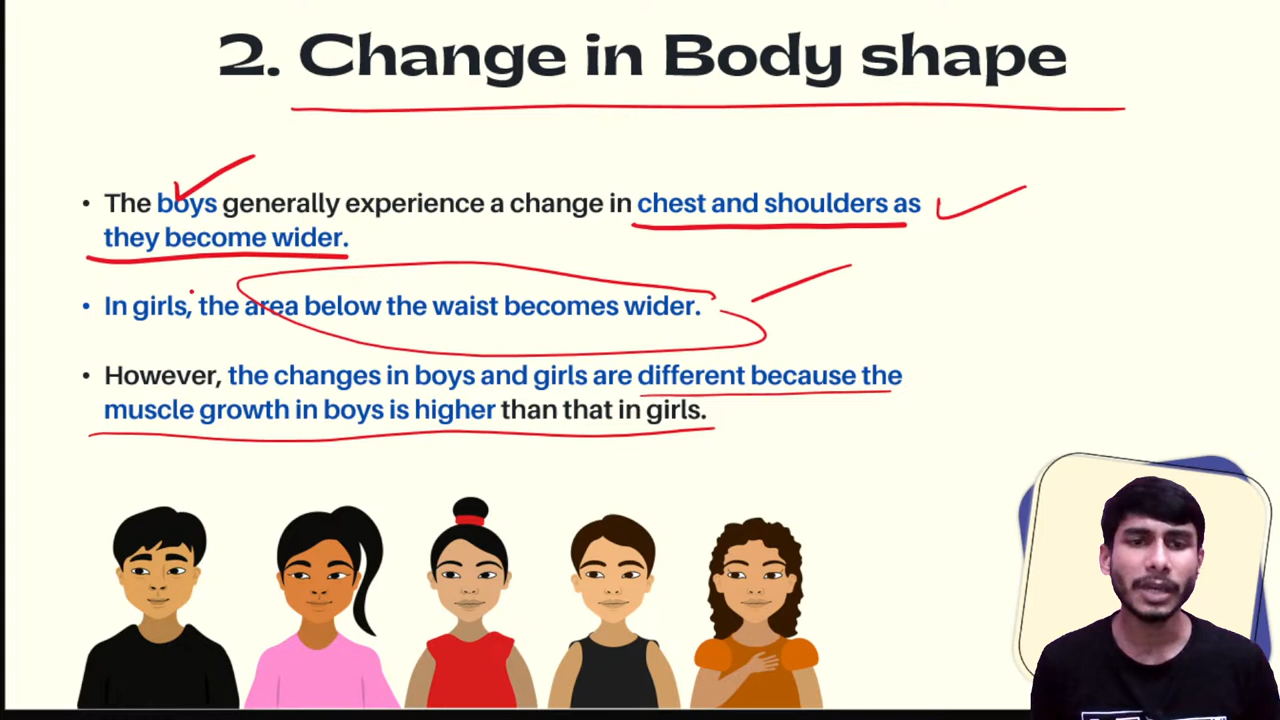 2. Change in Body shape
• The boys generally experience a change in chest and shoulders as
they become wider.
• In girls, the area below the waist becomes wider.
• However, the changes in boys and girls are different because the
muscle growth in boys is higher than that in girls.